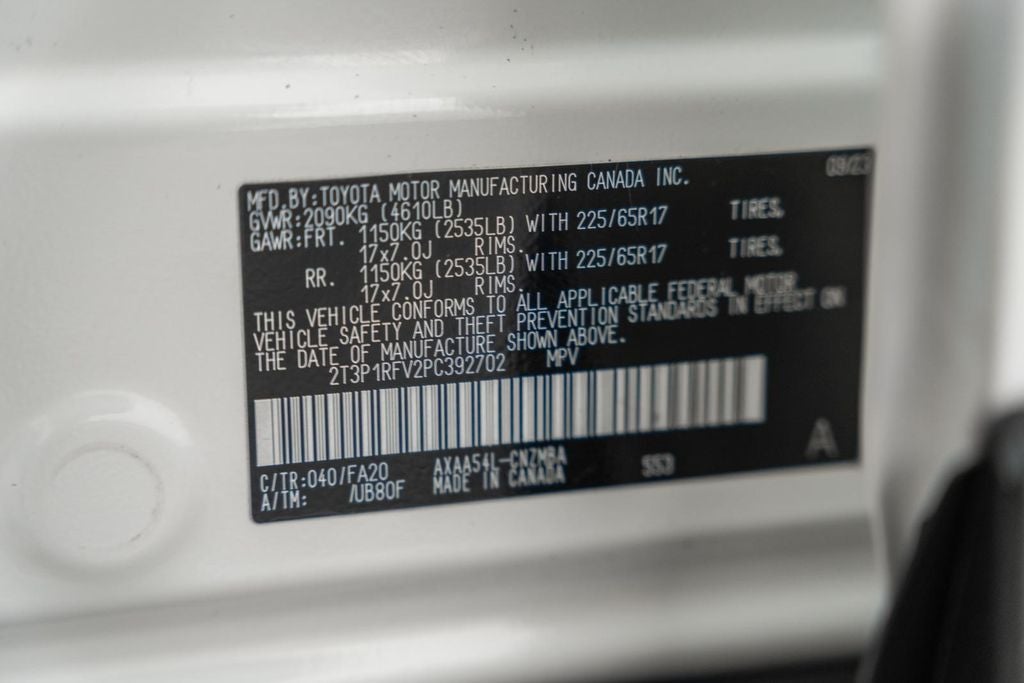 09/23
MFD.BY:TOYOTA MOTOR MANUFACTURING CANADA INC.
GVWR:2090KG (4610LB)
GAWR:FRT. 1150KG (2535LB) WITH 225/65R17 TIRES,
17x7.0J RIMS.
RR. 1150KG (2535LB) WITH 225/65R17 TIRES,
17x7.0J RIMS.
THIS VEHICLE CONFORMS TO ALL APPLICABLE FEDERAL MOTOR
VEHICLE SAFETY AND THEFT PREVENTION STANDARDS IN EFFECT ON
THE DATE OF MANUFACTURE SHOWN ABOVE.
2T3P1RFV2PC392702 MPV
C/TR:040/FA20 AXAA54L-CNZMBA 553 A
A/TM: /UB80F MADE IN CANADA